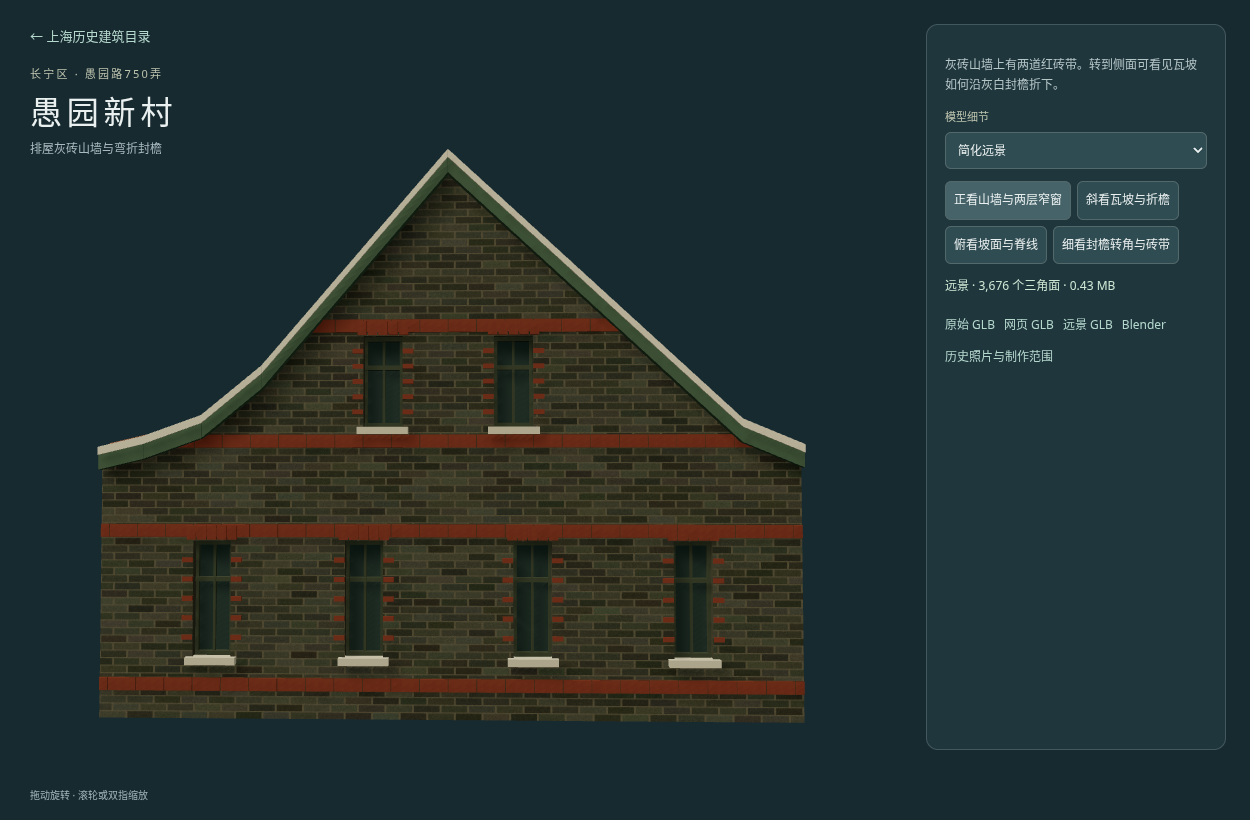 ← 上海历史建筑目录
长宁区 · 愚园路750弄
愚园新村
排屋灰砖山墙与弯折封檐
灰砖山墙上有两道红砖带。转到侧面可看见瓦坡
如何沿灰白封檐折下。
模型细节
简化远景
正看山墙与两层窄窗
斜看瓦坡与折檐
俯看坡面与脊线
细看封檐转角与砖带
远景 · 3,676 个三角面 · 0.43 MB
原始 GLB 网页 GLB 远景 GLB Blender
历史照片与制作范围
拖动旋转 · 滚轮或双指缩放